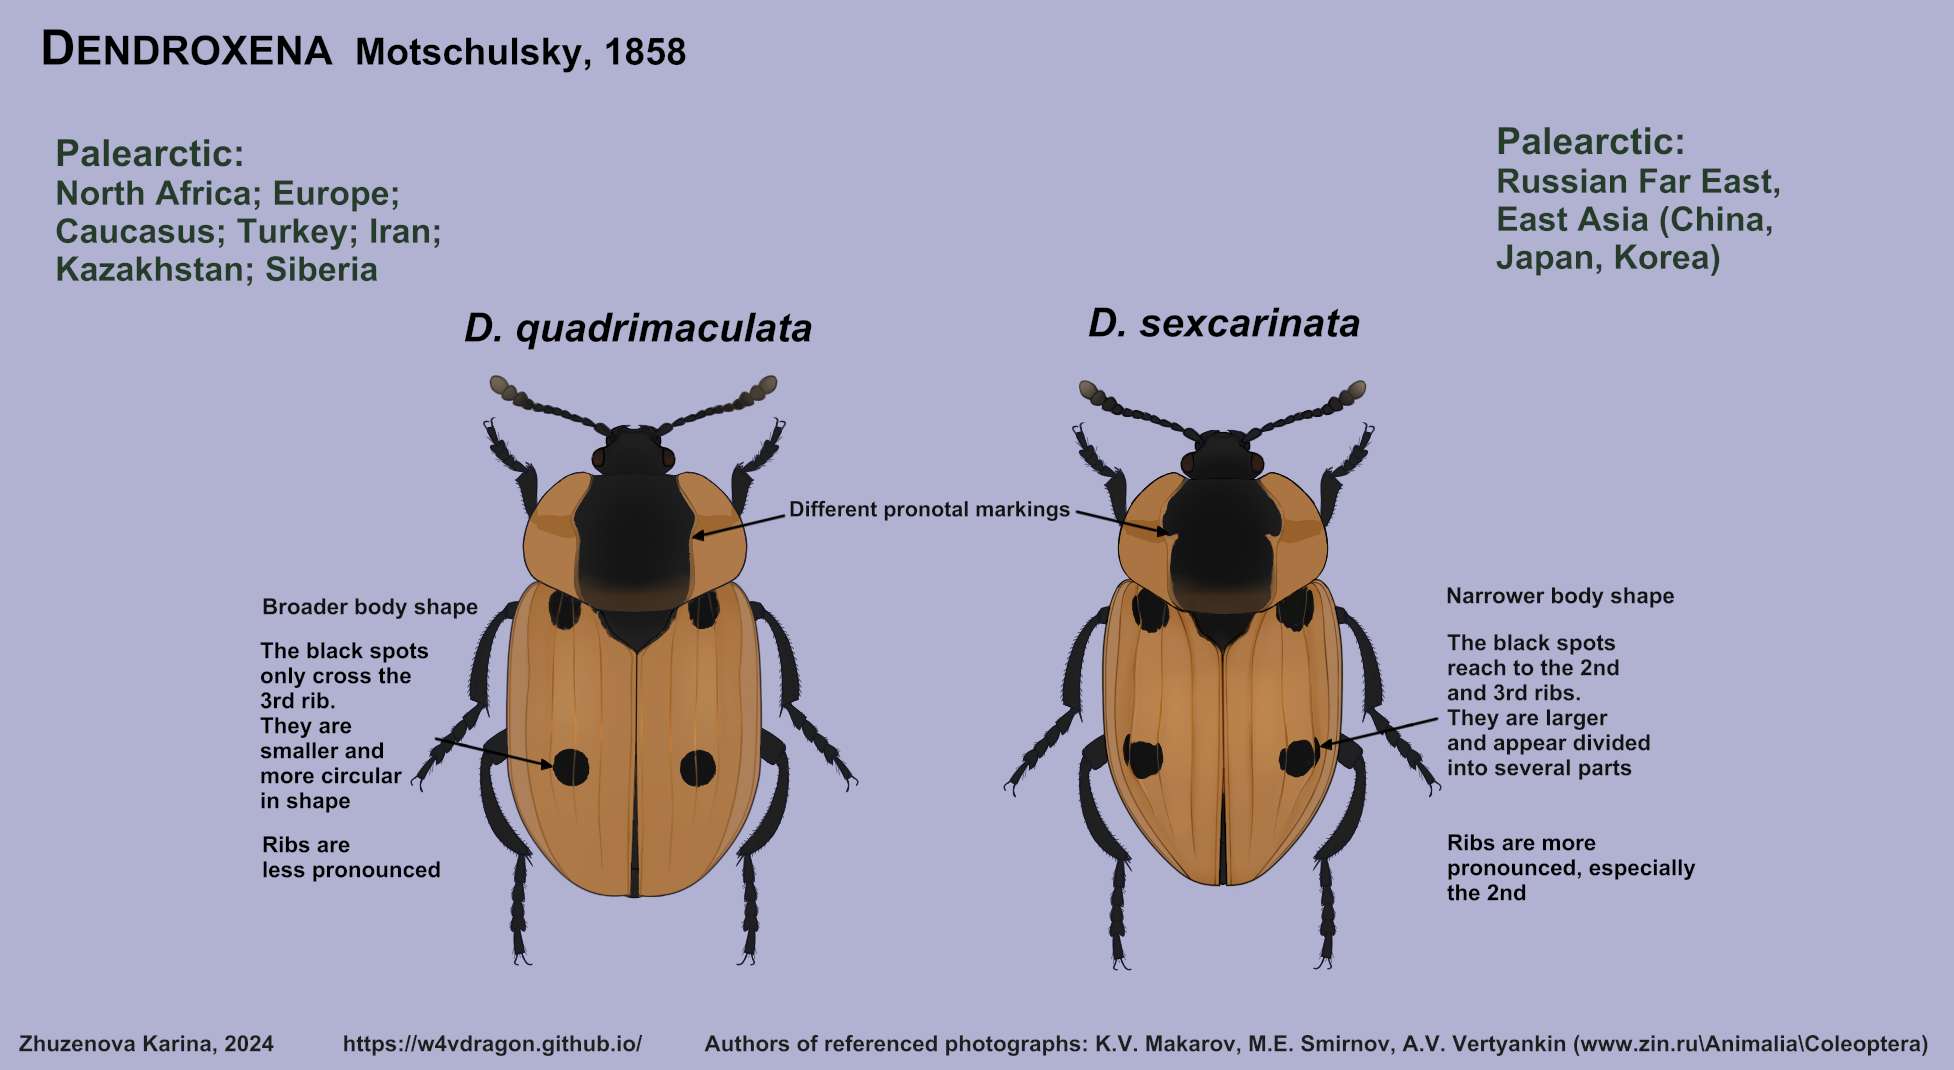 DENDROXENA Motschulsky, 1858
Palearctic:
North Africa; Europe;
Caucasus; Turkey; Iran;
Kazakhstan; Siberia
Palearctic:
Russian Far East,
East Asia (China,
Japan, Korea)
D. quadrimaculata
D. sexcarinata
Different pronotal markings
Broader body shape
The black spots
only cross the
3rd rib.
They are
smaller and
more circular
in shape
Ribs are
less pronounced
Narrower body shape
The black spots
reach to the 2nd
and 3rd ribs.
They are larger
and appear divided
into several parts
Ribs are more
pronounced, especially
the 2nd
Zhuzenova Karina, 2024 https://w4vdragon.github.io/ Authors of referenced photographs: K.V. Makarov, M.E. Smirnov, A.V. Vertyankin (www.zin.ru\Animalia\Coleoptera)